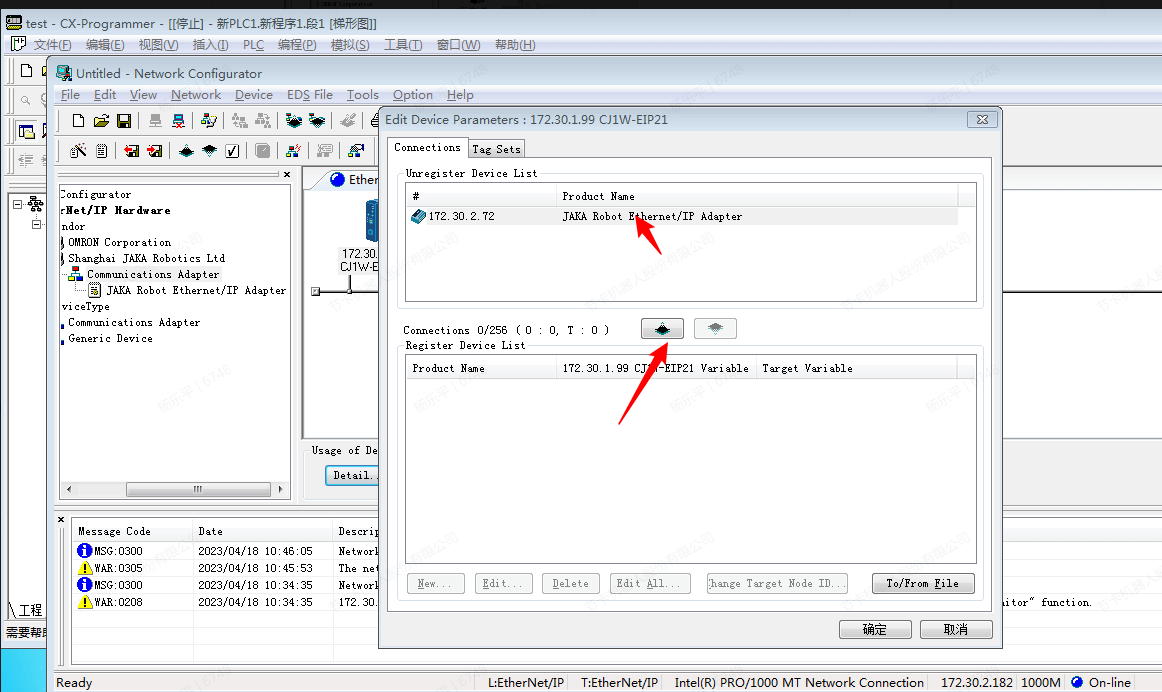 test - CX-Programmer - [[停止] - 新PLC1.新程序1.段1 [梯形图]]
文件(F) 编辑(E) 视图(V) 插入(I) PLC 编程(P) 模拟(S) 工具(T) 窗口(W) 帮助(H)
Untitled - Network Configurator
File Edit View Network Device EDS File Tools Option Help
Edit Device Parameters : 172.30.1.99 CJ1W-EIP21
Connections Tag Sets
Unregister Device List
# Product Name
172.30.2.72 JAKA Robot Ethernet/IP Adapter
Connections 0/256 ( O : 0, T : 0 )
Register Device List
Product Name 172.30.1.99 CJ1W-EIP21 Variable Target Variable
New... Edit... Delete Edit All... Change Target Node ID... To/From File
确定 取消
Configurator
rNet/IP Hardware
ndor
OMRON Corporation
Shanghai JAKA Robotics Ltd
Communications Adapter
JAKA Robot Ethernet/IP Adapter
viceType
Communications Adapter
Generic Device
Ether
172.30.
CJ1W-E
Usage of De
Detail..
Message Code Date Descrip
MSG:0300 2023/04/18 10:46:05 Network
WAR:0305 2023/04/18 10:45:53 The net
MSG:0300 2023/04/18 10:34:35 Network
WAR:0208 2023/04/18 10:34:35 172.30. itor" function.
工程
需要帮助
Ready L:EtherNet/IP T:EtherNet/IP Intel(R) PRO/1000 MT Network Connection 172.30.2.182 1000M On-line